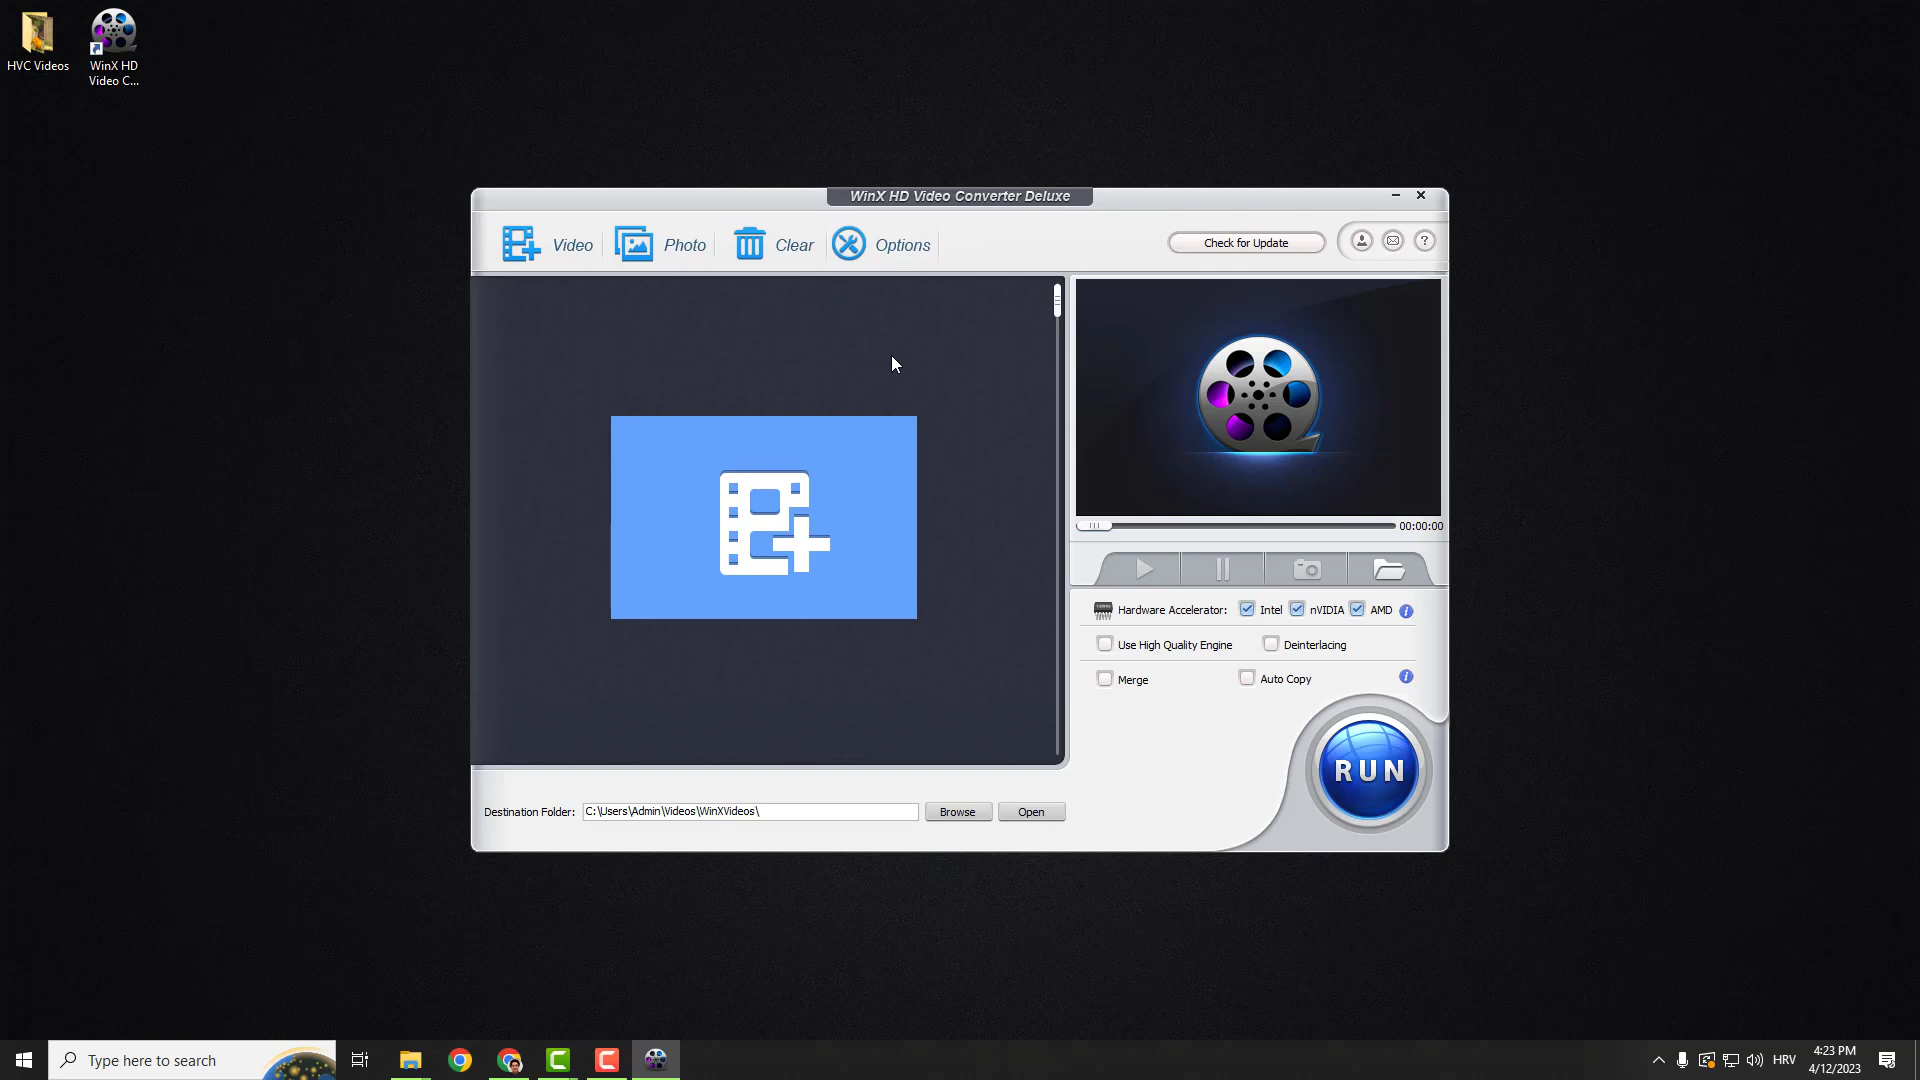 HVC Videos
WinX HD
Video C...
WinX HD Video Converter Deluxe
Video
Photo
Clear
Options
Check for Update
?
00:00:00
Hardware Accelerator:
Intel
nVIDIA
AMD
i
Use High Quality Engine
Deinterlacing
Merge
Auto Copy
i
RUN
Destination Folder:
C:\Users\Admin\Videos\WinXVideos\
Browse
Open
Type here to search
HRV
4:23 PM
4/12/2023